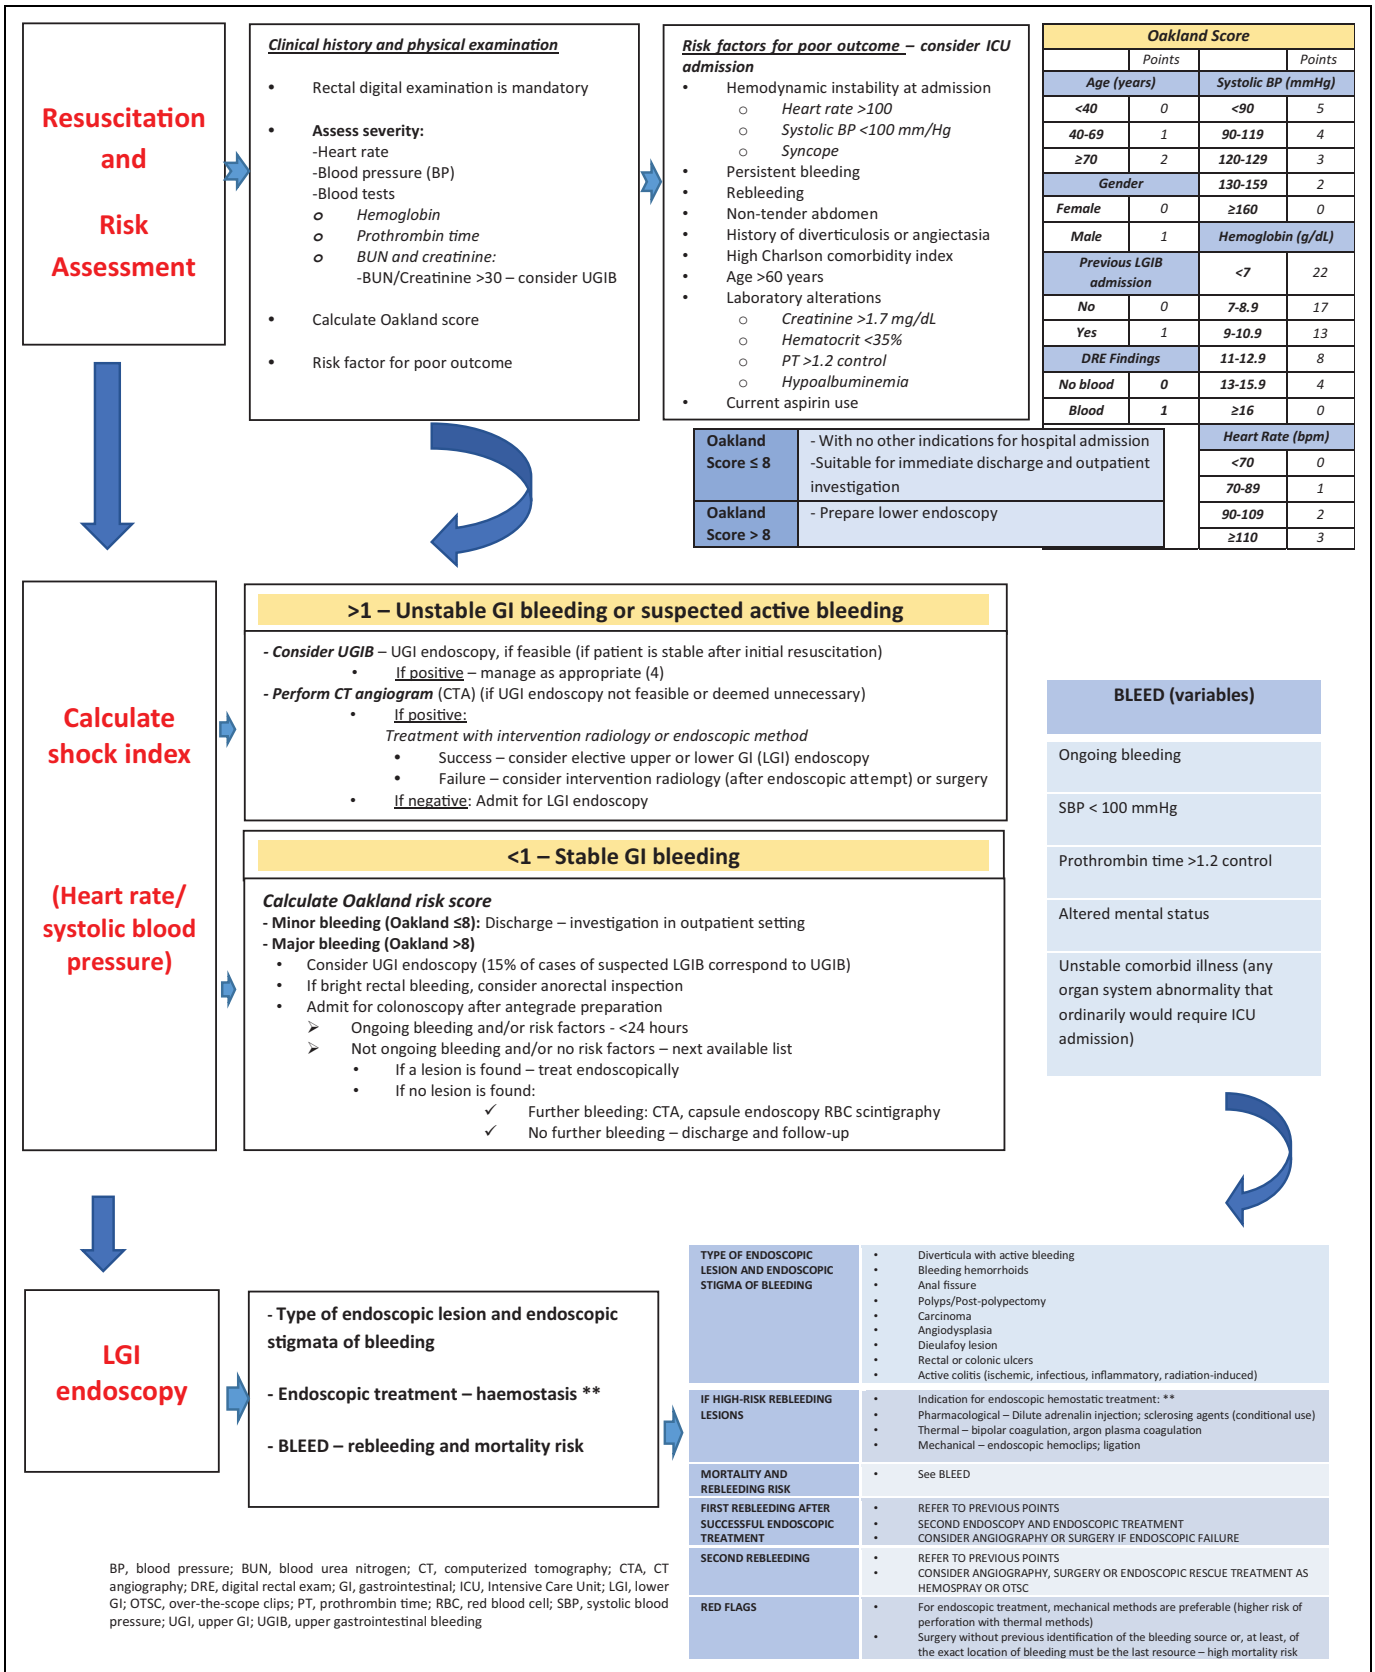 Resuscitation
and
Risk
Assessment
Clinical history and physical examination
• Rectal digital examination is mandatory
• Assess severity:
-Heart rate
-Blood pressure (BP)
-Blood tests
o Hemoglobin
o Prothrombin time
o BUN and creatinine:
-BUN/Creatinine >30 – consider UGIB
• Calculate Oakland score
• Risk factor for poor outcome
Risk factors for poor outcome – consider ICU
admission
• Hemodynamic instability at admission
o Heart rate >100
o Systolic BP <100 mm/Hg
o Syncope
• Persistent bleeding
• Rebleeding
• Non-tender abdomen
• History of diverticulosis or angiectasia
• High Charlson comorbidity index
• Age >60 years
• Laboratory alterations
o Creatinine >1.7 mg/dL
o Hematocrit <35%
o PT >1.2 control
o Hypoalbuminemia
• Current aspirin use
Oakland Score
Points Points
Age (years) Systolic BP (mmHg)
<40 0 <90 5
40-69 1 90-119 4
≥70 2 120-129 3
Gender 130-159 2
Female 0 ≥160 0
Male 1 Hemoglobin (g/dL)
Previous LGIB
admission <7 22
No 0 7-8.9 17
Yes 1 9-10.9 13
DRE Findings 11-12.9 8
No blood 0 13-15.9 4
Blood 1 ≥16 0
Heart Rate (bpm)
<70 0
70-89 1
90-109 2
≥110 3
Oakland - With no other indications for hospital admission
Score ≤ 8 -Suitable for immediate discharge and outpatient
investigation
Oakland - Prepare lower endoscopy
Score > 8
Calculate
shock index
(Heart rate/
systolic blood
pressure)
>1 – Unstable GI bleeding or suspected active bleeding
- Consider UGIB – UGI endoscopy, if feasible (if patient is stable after initial resuscitation)
• If positive – manage as appropriate (4)
- Perform CT angiogram (CTA) (if UGI endoscopy not feasible or deemed unnecessary)
• If positive:
Treatment with intervention radiology or endoscopic method
• Success – consider elective upper or lower GI (LGI) endoscopy
• Failure – consider intervention radiology (after endoscopic attempt) or surgery
• If negative: Admit for LGI endoscopy
<1 – Stable GI bleeding
Calculate Oakland risk score
- Minor bleeding (Oakland ≤8): Discharge – investigation in outpatient setting
- Major bleeding (Oakland >8)
• Consider UGI endoscopy (15% of cases of suspected LGIB correspond to UGIB)
• If bright rectal bleeding, consider anorectal inspection
• Admit for colonoscopy after antegrade preparation
➢ Ongoing bleeding and/or risk factors - <24 hours
➢ Not ongoing bleeding and/or no risk factors – next available list
• If a lesion is found – treat endoscopically
• If no lesion is found:
✓ Further bleeding: CTA, capsule endoscopy RBC scintigraphy
✓ No further bleeding – discharge and follow-up
BLEED (variables)
Ongoing bleeding
SBP < 100 mmHg
Prothrombin time >1.2 control
Altered mental status
Unstable comorbid illness (any
organ system abnormality that
ordinarily would require ICU
admission)
LGI
endoscopy
- Type of endoscopic lesion and endoscopic
stigmata of bleeding
- Endoscopic treatment – haemostasis **
- BLEED – rebleeding and mortality risk
TYPE OF ENDOSCOPIC
LESION AND ENDOSCOPIC
STIGMA OF BLEEDING
• Diverticula with active bleeding
• Bleeding hemorrhoids
• Anal fissure
• Polyps/Post-polypectomy
• Carcinoma
• Angiodysplasia
• Dieulafoy lesion
• Rectal or colonic ulcers
• Active colitis (ischemic, infectious, inflammatory, radiation-induced)
IF HIGH-RISK REBLEEDING
LESIONS
• Indication for endoscopic hemostatic treatment: **
• Pharmacological – Dilute adrenalin injection; sclerosing agents (conditional use)
• Thermal – bipolar coagulation, argon plasma coagulation
• Mechanical – endoscopic hemoclips; ligation
MORTALITY AND
REBLEEDING RISK
• See BLEED
FIRST REBLEEDING AFTER
SUCCESSFUL ENDOSCOPIC
TREATMENT
• REFER TO PREVIOUS POINTS
• SECOND ENDOSCOPY AND ENDOSCOPIC TREATMENT
• CONSIDER ANGIOGRAPHY OR SURGERY IF ENDOSCOPIC FAILURE
SECOND REBLEEDING
• REFER TO PREVIOUS POINTS
• CONSIDER ANGIOGRAPHY, SURGERY OR ENDOSCOPIC RESCUE TREATMENT AS
HEMOSPRAY OR OTSC
RED FLAGS
• For endoscopic treatment, mechanical methods are preferable (higher risk of
perforation with thermal methods)
• Surgery without previous identification of the bleeding source or, at least, of
the exact location of bleeding must be the last resource – high mortality risk
BP, blood pressure; BUN, blood urea nitrogen; CT, computerized tomography; CTA, CT
angiography; DRE, digital rectal exam; GI, gastrointestinal; ICU, Intensive Care Unit; LGI, lower
GI; OTSC, over-the-scope clips; PT, prothrombin time; RBC, red blood cell; SBP, systolic blood
pressure; UGI, upper GI; UGIB, upper gastrointestinal bleeding